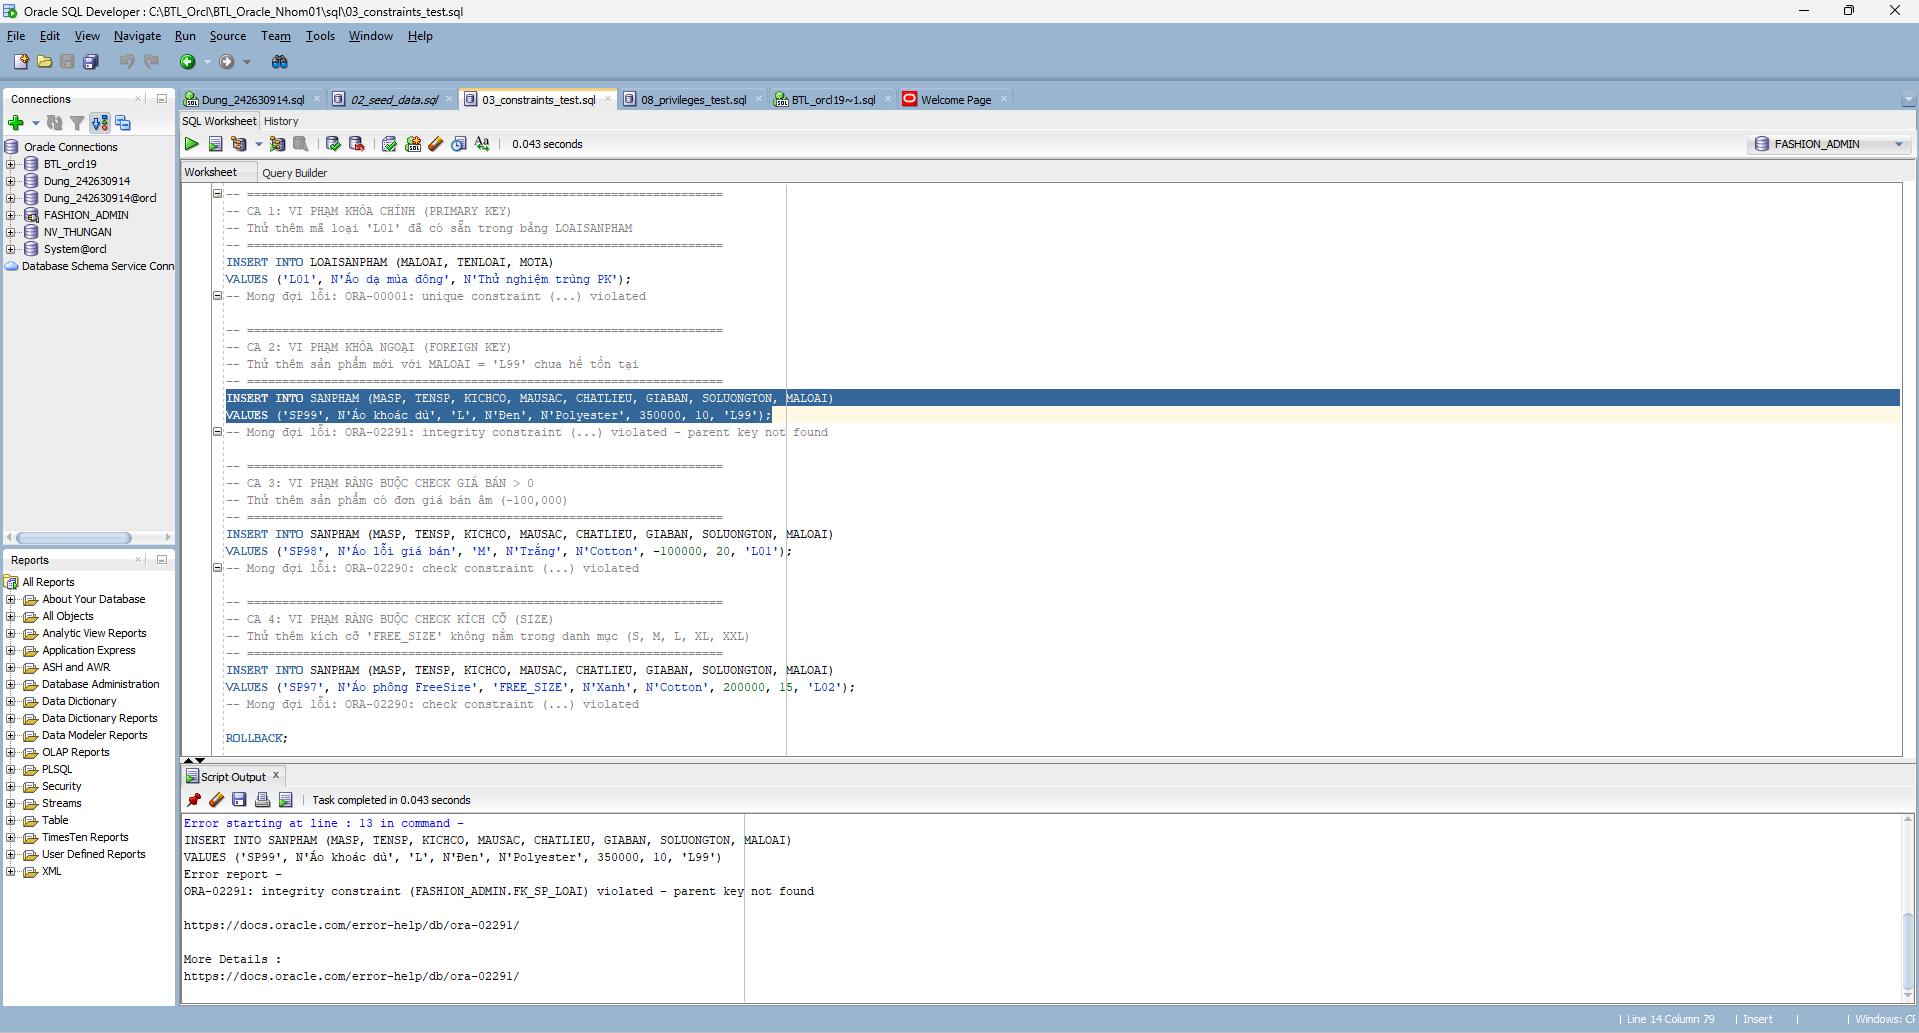 Oracle SQL Developer : C:\BTL_Orcl\BTL_Oracle_Nhom01\sql\03_constraints_test.sql
File Edit View Navigate Run Source Team Tools Window Help
Connections
Oracle Connections
BTL_orcl19
Dung_242630914
Dung_242630914@orcl
FASHION_ADMIN
NV_THUNGAN
System@orcl
Database Schema Service Conn
Reports
All Reports
About Your Database
All Objects
Analytic View Reports
Application Express
ASH and AWR
Database Administration
Data Dictionary
Data Dictionary Reports
Data Modeler Reports
OLAP Reports
PLSQL
Security
Streams
Table
TimesTen Reports
User Defined Reports
XML
Dung_242630914.sql 02_seed_data.sql 03_constraints_test.sql 08_privileges_test.sql BTL_orcl19~1.sql Welcome Page
SQL Worksheet History
0.043 seconds
FASHION_ADMIN
Worksheet Query Builder
-- ====================================================================
-- CA 1: VI PHẠM KHÓA CHÍNH (PRIMARY KEY)
-- Thử thêm mã loại 'L01' đã có sẵn trong bảng LOAISANPHAM
-- ====================================================================
INSERT INTO LOAISANPHAM (MALOAI, TENLOAI, MOTA)
VALUES ('L01', N'Áo dạ mùa đông', N'Thử nghiệm trùng PK');
-- Mong đợi lỗi: ORA-00001: unique constraint (...) violated
-- ====================================================================
-- CA 2: VI PHẠM KHÓA NGOẠI (FOREIGN KEY)
-- Thử thêm sản phẩm mới với MALOAI = 'L99' chưa hề tồn tại
-- ====================================================================
INSERT INTO SANPHAM (MASP, TENSP, KICHCO, MAUSAC, CHATLIEU, GIABAN, SOLUONGTON, MALOAI)
VALUES ('SP99', N'Áo khoác dù', 'L', N'Đen', N'Polyester', 350000, 10, 'L99');
-- Mong đợi lỗi: ORA-02291: integrity constraint (...) violated - parent key not found
-- ====================================================================
-- CA 3: VI PHẠM RÀNG BUỘC CHECK GIÁ BÁN > 0
-- Thử thêm sản phẩm có đơn giá bán âm (-100,000)
-- ====================================================================
INSERT INTO SANPHAM (MASP, TENSP, KICHCO, MAUSAC, CHATLIEU, GIABAN, SOLUONGTON, MALOAI)
VALUES ('SP98', N'Áo lỗi giá bán', 'M', N'Trắng', N'Cotton', -100000, 20, 'L01');
-- Mong đợi lỗi: ORA-02290: check constraint (...) violated
-- ====================================================================
-- CA 4: VI PHẠM RÀNG BUỘC CHECK KÍCH CỠ (SIZE)
-- Thử thêm kích cỡ 'FREE_SIZE' không nằm trong danh mục (S, M, L, XL, XXL)
-- ====================================================================
INSERT INTO SANPHAM (MASP, TENSP, KICHCO, MAUSAC, CHATLIEU, GIABAN, SOLUONGTON, MALOAI)
VALUES ('SP97', N'Áo phông FreeSize', 'FREE_SIZE', N'Xanh', N'Cotton', 200000, 15, 'L02');
-- Mong đợi lỗi: ORA-02290: check constraint (...) violated
ROLLBACK;
Script Output
Task completed in 0.043 seconds
Error starting at line : 13 in command -
INSERT INTO SANPHAM (MASP, TENSP, KICHCO, MAUSAC, CHATLIEU, GIABAN, SOLUONGTON, MALOAI)
VALUES ('SP99', N'Áo khoác dù', 'L', N'Đen', N'Polyester', 350000, 10, 'L99')
Error report -
ORA-02291: integrity constraint (FASHION_ADMIN.FK_SP_LOAI) violated - parent key not found
https://docs.oracle.com/error-help/db/ora-02291/
More Details :
https://docs.oracle.com/error-help/db/ora-02291/
Line 14 Column 79 Insert Windows: CF